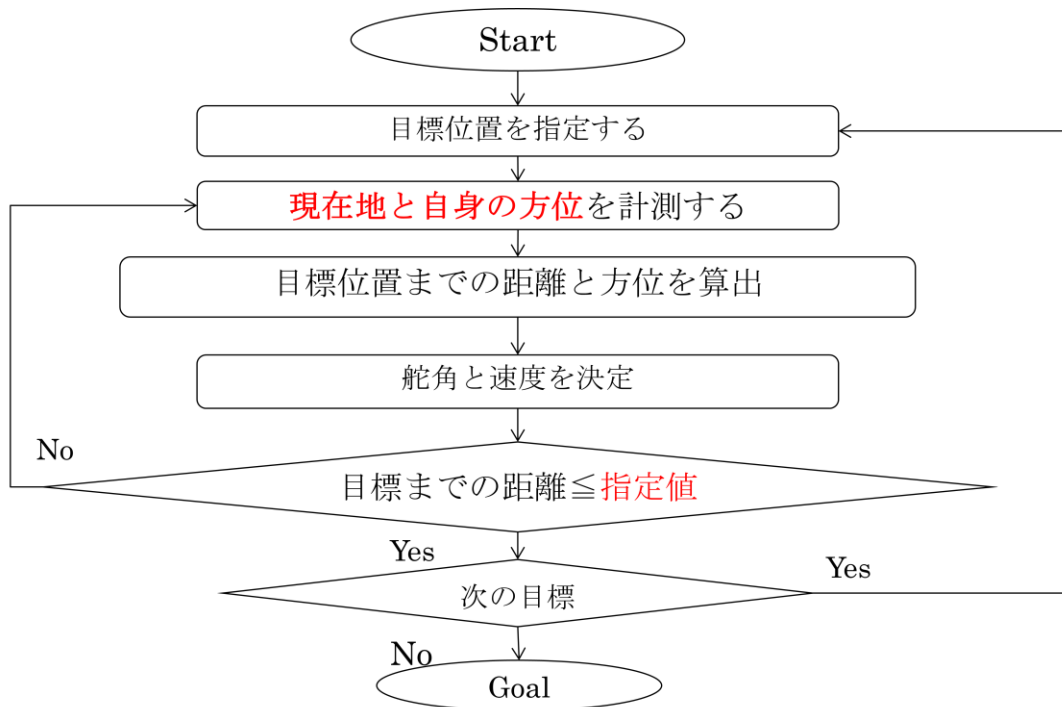 Start
目標位置を指定する
現在地と自身の方位を計測する
目標位置までの距離と方位を算出
舵角と速度を決定
No
目標までの距離≦指定値
Yes
Yes
次の目標
No
Goal